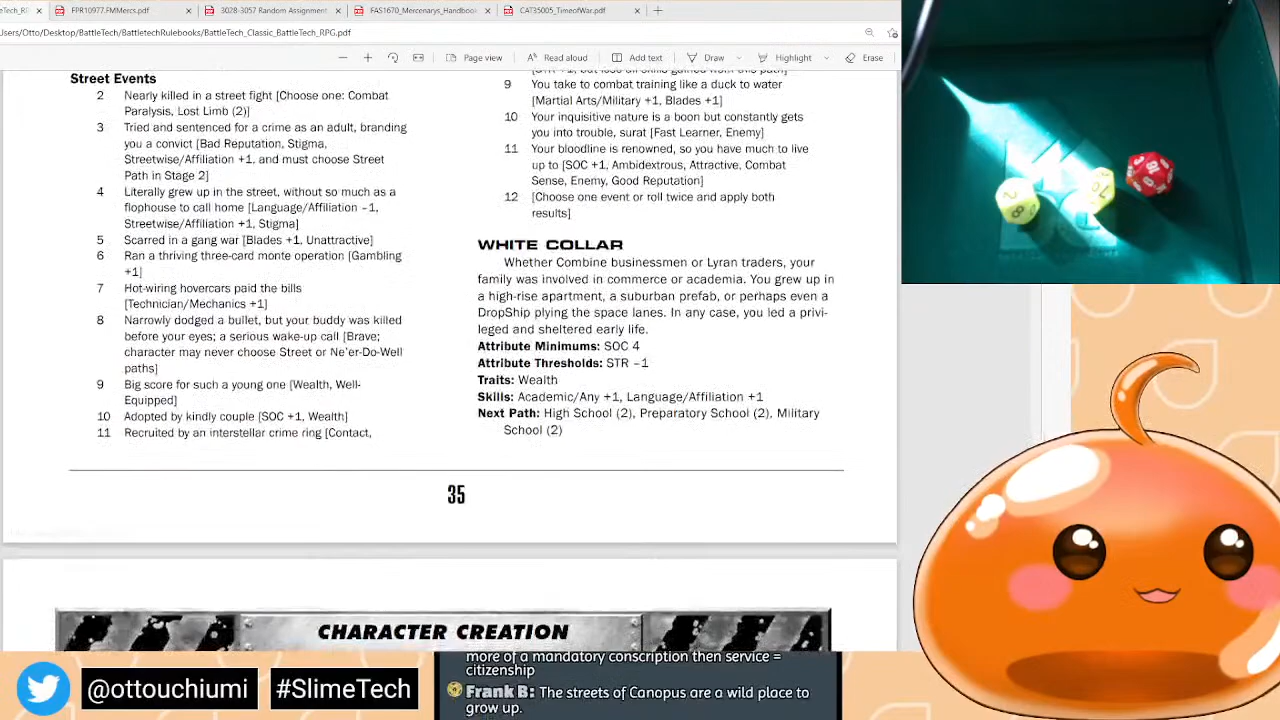 FPR10977.FMMercs.pdf
3028-3057 Random Assignment
FAS1670_Mercenarys_Handbook
CAT35005_TimeofWar.pdf
sers/Otto/Desktop/BattleTech/BattletechRulebooks/BattleTech_Classic_BattleTech_RPG.pdf
Page view
Read aloud
Add text
Draw
Highlight
Erase
Street Events
2 Nearly killed in a street fight [Choose one: Combat
Paralysis, Lost Limb (2)]
3 Tried and sentenced for a crime as an adult, branding
you a convict [Bad Reputation, Stigma,
Streetwise/Affiliation +1, and must choose Street
Path in Stage 2]
4 Literally grew up in the street, without so much as a
flophouse to call home [Language/Affiliation –1,
Streetwise/Affiliation +1, Stigma]
5 Scarred in a gang war [Blades +1, Unattractive]
6 Ran a thriving three-card monte operation [Gambling
+1]
7 Hot-wiring hovercars paid the bills
[Technician/Mechanics +1]
8 Narrowly dodged a bullet, but your buddy was killed
before your eyes; a serious wake-up call [Brave;
character may never choose Street or Ne'er-Do-Well
paths]
9 Big score for such a young one [Wealth, Well-
Equipped]
10 Adopted by kindly couple [SOC +1, Wealth]
11 Recruited by an interstellar crime ring [Contact,
[STR +1, but lose all skills gained from this path]
9 You take to combat training like a duck to water
[Martial Arts/Military +1, Blades +1]
10 Your inquisitive nature is a boon but constantly gets
you into trouble, surat [Fast Learner, Enemy]
11 Your bloodline is renowned, so you have much to live
up to [SOC +1, Ambidextrous, Attractive, Combat
Sense, Enemy, Good Reputation]
12 [Choose one event or roll twice and apply both
results]
WHITE COLLAR
Whether Combine businessmen or Lyran traders, your
family was involved in commerce or academia. You grew up in
a high-rise apartment, a suburban prefab, or perhaps even a
DropShip plying the space lanes. In any case, you led a privi-
leged and sheltered early life.
Attribute Minimums: SOC 4
Attribute Thresholds: STR –1
Traits: Wealth
Skills: Academic/Any +1, Language/Affiliation +1
Next Path: High School (2), Preparatory School (2), Military
School (2)
35
CHARACTER CREATION
@ottouchiumi
#SlimeTech
more of a mandatory conscription then service =
citizenship
Frank B: The streets of Canopus are a wild place to
grow up.